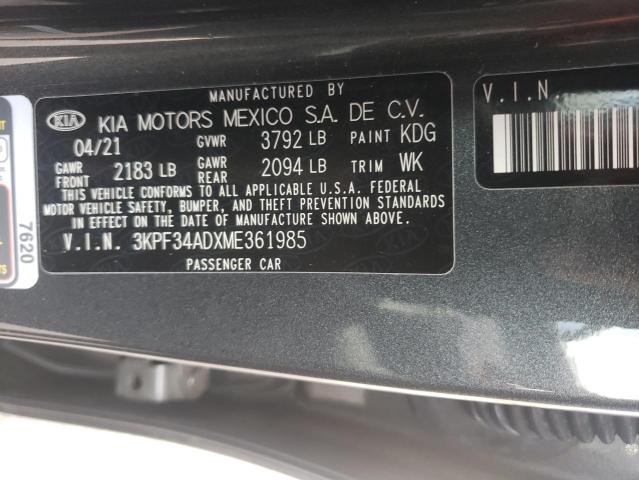 MANUFACTURED BY
KIA KIA MOTORS MEXICO S.A. DE C.V.
04/21 GVWR 3792 LB PAINT KDG
GAWR FRONT 2183 LB GAWR REAR 2094 LB TRIM WK
THIS VEHICLE CONFORMS TO ALL APPLICABLE U.S.A. FEDERAL
MOTOR VEHICLE SAFETY, BUMPER, AND THEFT PREVENTION STANDARDS
IN EFFECT ON THE DATE OF MANUFACTURE SHOWN ABOVE.
V.I.N. 3KPF34ADXME361985
PASSENGER CAR
V.I.N
7620